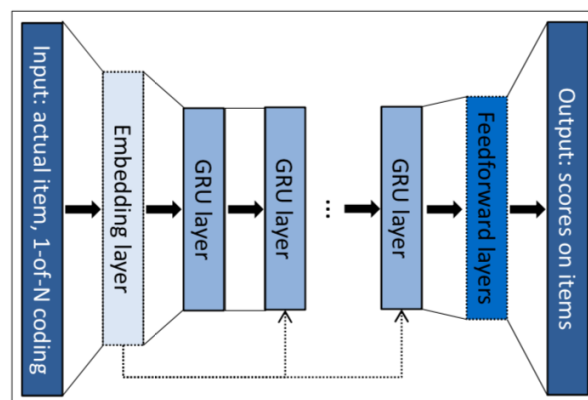 Input: actual item, 1-of-N coding
Embedding layer
GRU layer
GRU layer
...
GRU layer
Feedforward layers
Output: scores on
items